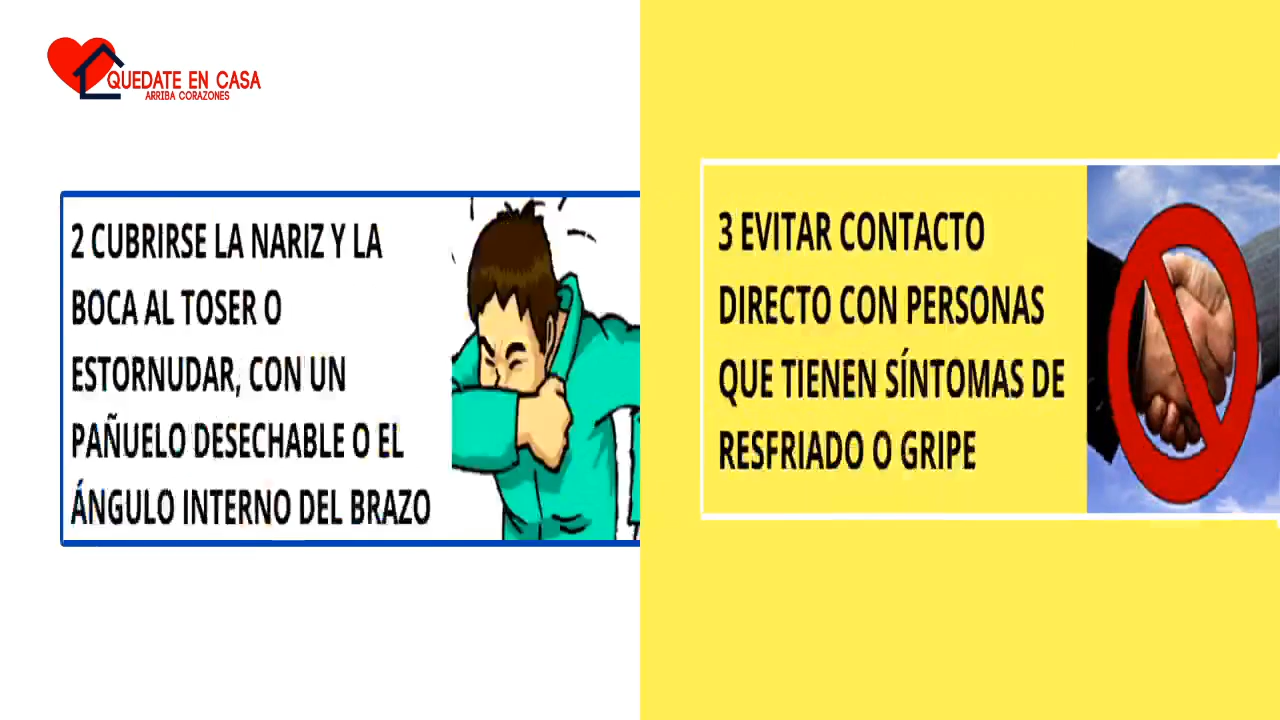 QUEDATE EN CASA
ARRIBA CORAZONES
2 CUBRIRSE LA NARIZ Y LA
BOCA AL TOSER O
ESTORNUDAR, CON UN
PAÑUELO DESECHABLE O EL
ÁNGULO INTERNO DEL BRAZO
3 EVITAR CONTACTO
DIRECTO CON PERSONAS
QUE TIENEN SÍNTOMAS DE
RESFRIADO O GRIPE